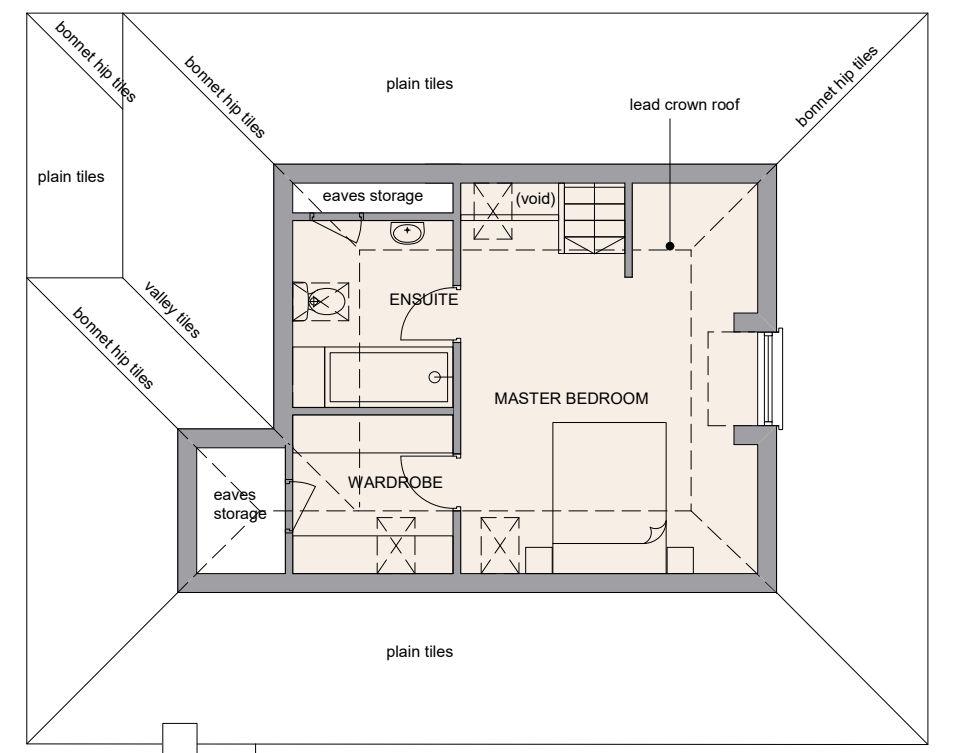 bonnet hip tiles
bonnet hip tiles
plain tiles
bonnet hip tiles
lead crown roof
plain tiles
eaves storage
(void)
ENSUITE
valley tiles
bonnet hip tiles
MASTER BEDROOM
WARDROBE
eaves
storage
plain tiles